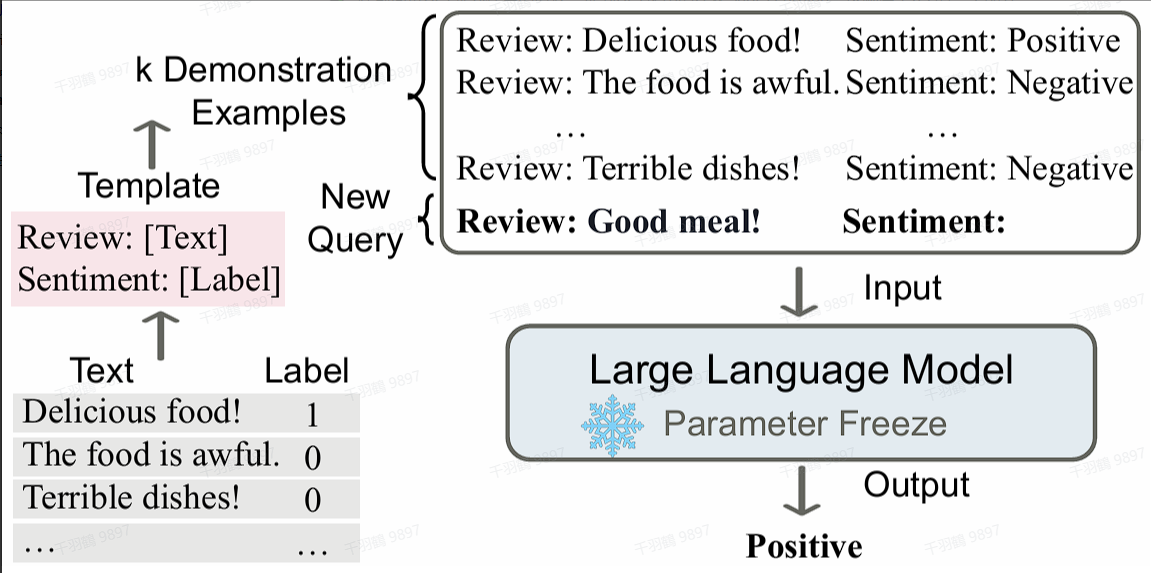 k Demonstration
Examples
Review: Delicious food! Sentiment: Positive
Review: The food is awful. Sentiment: Negative
... ...
Review: Terrible dishes! Sentiment: Negative
New
Query
Review: Good meal! Sentiment:
Template
Review: [Text]
Sentiment: [Label]
Text Label
Delicious food! 1
The food is awful. 0
Terrible dishes! 0
... ...
Input
Large Language Model
Parameter Freeze
Output
Positive
千羽鶴 9897